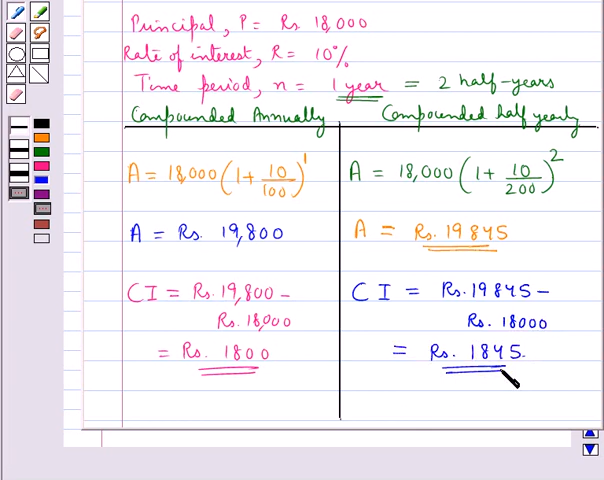 Principal, P = Rs. 18,000
Rate of interest, R = 10%
Time period, n = 1 year = 2 half-years
Compounded Annually
A = 18,000 (1 + 10/100)^1
A = Rs. 19,800
CI = Rs. 19,800 –
Rs. 18,000
= Rs. 1800
Compounded half yearly
A = 18,000 (1 + 10/200)^2
A = Rs. 19845
CI = Rs. 19845 –
Rs. 18000
= Rs. 1845.